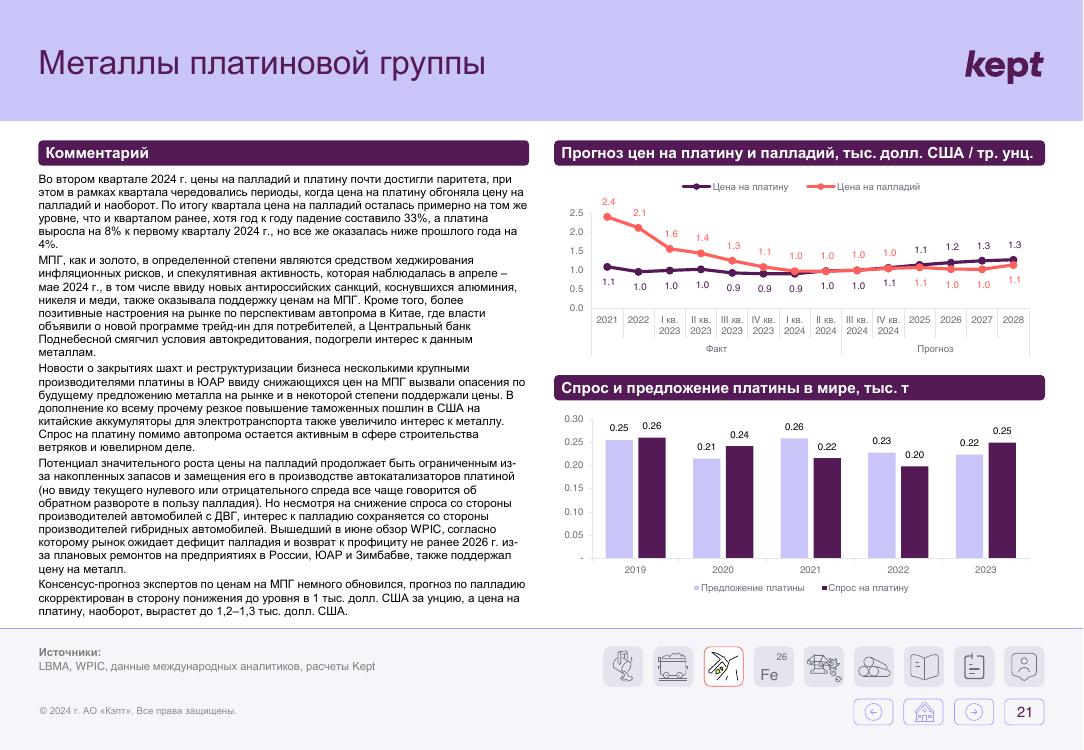 Металлы платиновой группы
kept
Комментарий
Во втором квартале 2024 г. цены на палладий и платину почти достигли паритета, при
этом в рамках квартала чередовались периоды, когда цена на платину обгоняла цену на
палладий и наоборот. По итогу квартала цена на палладий осталась примерно на том же
уровне, что и кварталом ранее, хотя год к году падение составило 33%, а платина
выросла на 8% к первому кварталу 2024 г., но все же оказалась ниже прошлого года на
4%.
МПГ, как и золото, в определенной степени являются средством хеджирования
инфляционных рисков, и спекулятивная активность, которая наблюдалась в апреле –
мае 2024 г., в том числе ввиду новых антироссийских санкций, коснувшихся алюминия,
никеля и меди, также оказывала поддержку ценам на МПГ. Кроме того, более
позитивные настроения на рынке по перспективам автопрома в Китае, где власти
объявили о новой программе трейд-ин для потребителей, а Центральный банк
Поднебесной смягчил условия автокредитования, подогрели интерес к данным
металлам.
Новости о закрытиях шахт и реструктуризации бизнеса несколькими крупными
производителями платины в ЮАР ввиду снижающихся цен на МПГ вызвали опасения по
будущему предложению металла на рынке и в некоторой степени поддержали цены. В
дополнение ко всему прочему резкое повышение таможенных пошлин в США на
китайские аккумуляторы для электротранспорта также увеличило интерес к металлу.
Спрос на платину помимо автопрома остается активным в сфере строительства
ветряков и ювелирном деле.
Потенциал значительного роста цены на палладий продолжает быть ограниченным из-
за накопленных запасов и замещения его в производстве автокатализаторов платиной
(но ввиду текущего нулевого или отрицательного спреда все чаще говорится об
обратном развороте в пользу палладия). Но несмотря на снижение спроса со стороны
производителей автомобилей с ДВГ, интерес к палладию сохраняется со стороны
производителей гибридных автомобилей. Вышедший в июне обзор WPIC, согласно
которому рынок ожидает дефицит палладия и возврат к профициту не ранее 2026 г. из-
за плановых ремонтов на предприятиях в России, ЮАР и Зимбабве, также поддержал
цену на металл.
Консенсус-прогноз экспертов по ценам на МПГ немного обновился, прогноз по палладию
скорректирован в сторону понижения до уровня в 1 тыс. долл. США за унцию, а цена на
платину, наоборот, вырастет до 1,2–1,3 тыс. долл. США.
Прогноз цен на платину и палладий, тыс. долл. США / тр. унц.
Цена на платину Цена на палладий
2.4 2.1 1.6 1.4 1.3 1.1 1.0 1.0 1.0 1.0 1.1 1.2 1.3 1.3
2.5
2.0
1.5
1.0
0.5
0.0
1.1 1.0 1.0 1.0 0.9 0.9 0.9 1.0 1.0 1.1 1.1 1.0 1.0 1.1
2021 2022 I кв. II кв. III кв. IV кв. I кв. II кв. III кв. IV кв. 2025 2026 2027 2028
2023 2023 2023 2023 2024 2024 2024 2024
Факт Прогноз
Спрос и предложение платины в мире, тыс. т
0.30
0.25
0.20
0.15
0.10
0.05
-
0.25 0.26 0.21 0.24 0.26 0.22 0.23 0.20 0.22 0.25
2019 2020 2021 2022 2023
Предложение платины Спрос на платину
Источники:
LBMA, WPIC, данные международных аналитиков, расчеты Kept
26
Fe
© 2024 г. АО «Кэпт». Все права защищены.
21